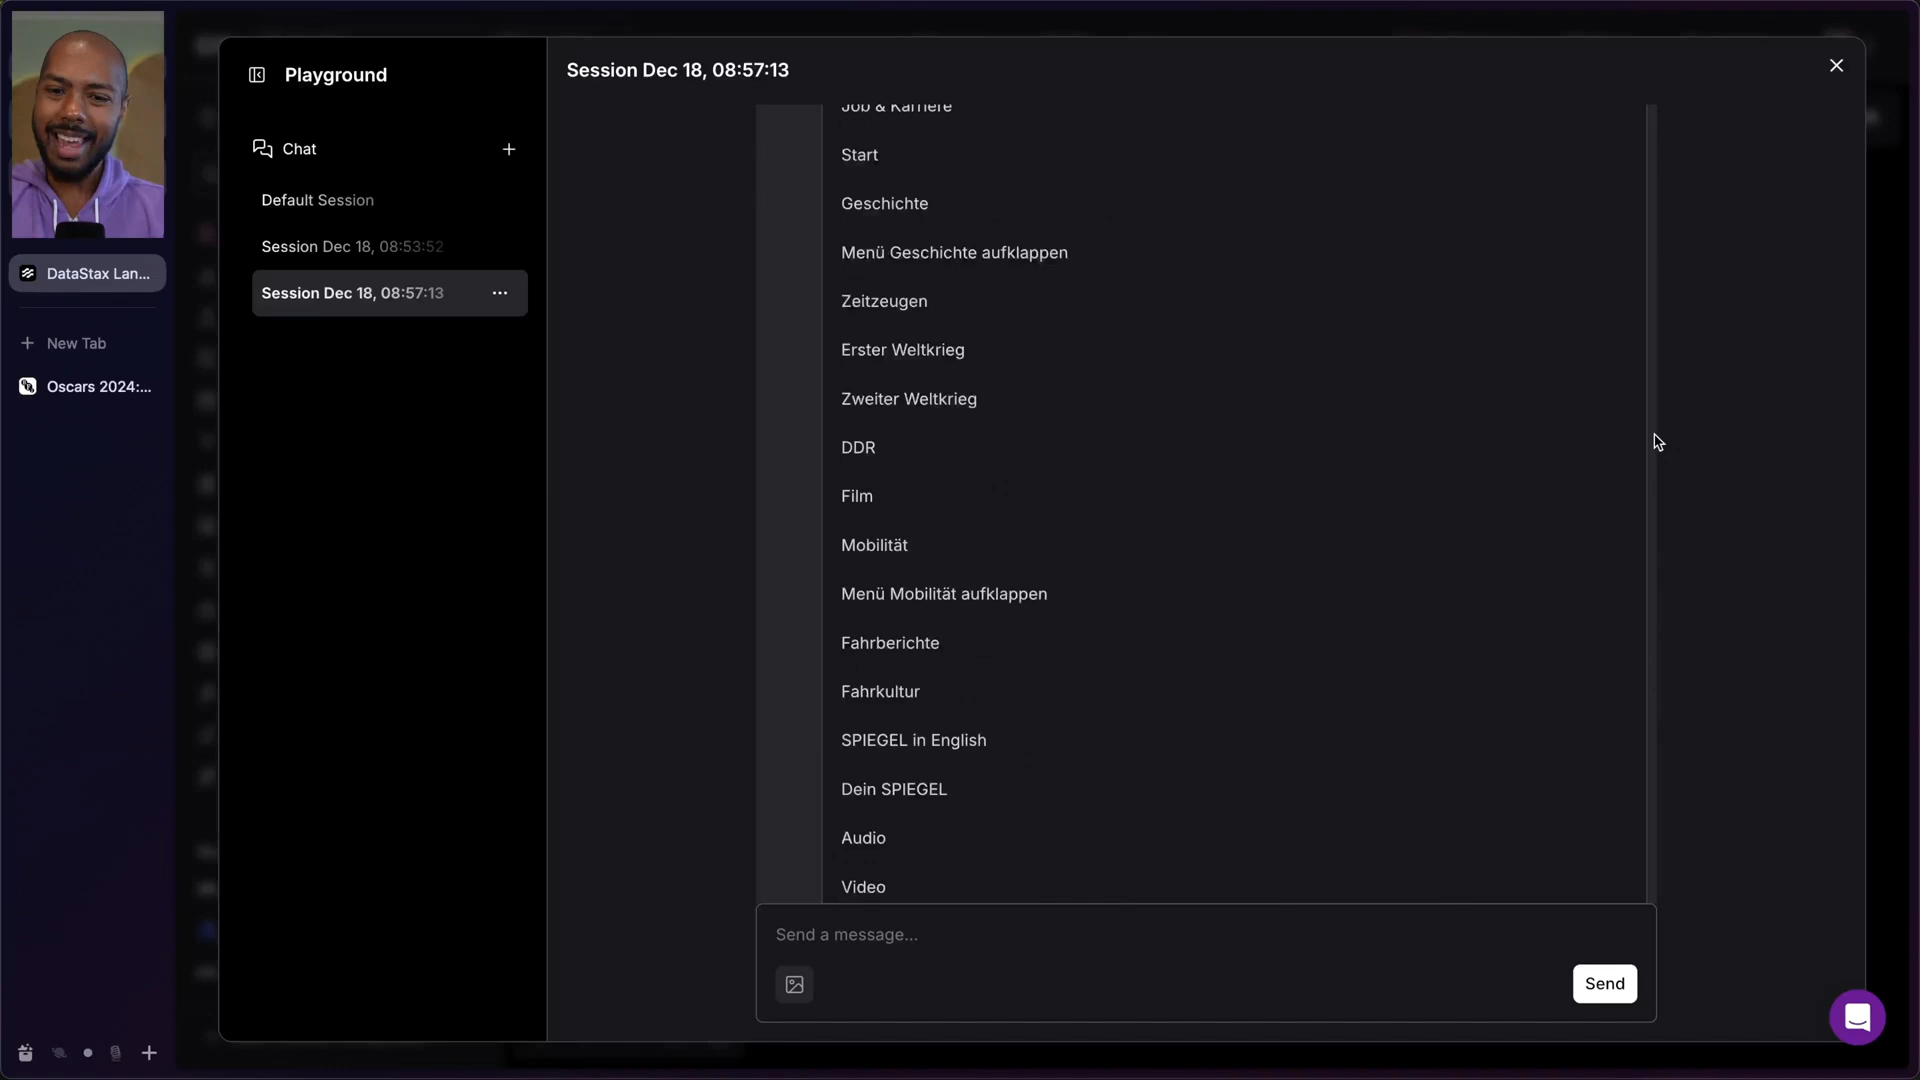 Playground
Chat
Default Session
Session Dec 18, 08:53:52
Session Dec 18, 08:57:13
DataStax Lan...
New Tab
Oscars 2024:...
Session Dec 18, 08:57:13
Job & Karriere
Start
Geschichte
Menü Geschichte aufklappen
Zeitzeugen
Erster Weltkrieg
Zweiter Weltkrieg
DDR
Film
Mobilität
Menü Mobilität aufklappen
Fahrberichte
Fahrkultur
SPIEGEL in English
Dein SPIEGEL
Audio
Video
Send a message...
Send